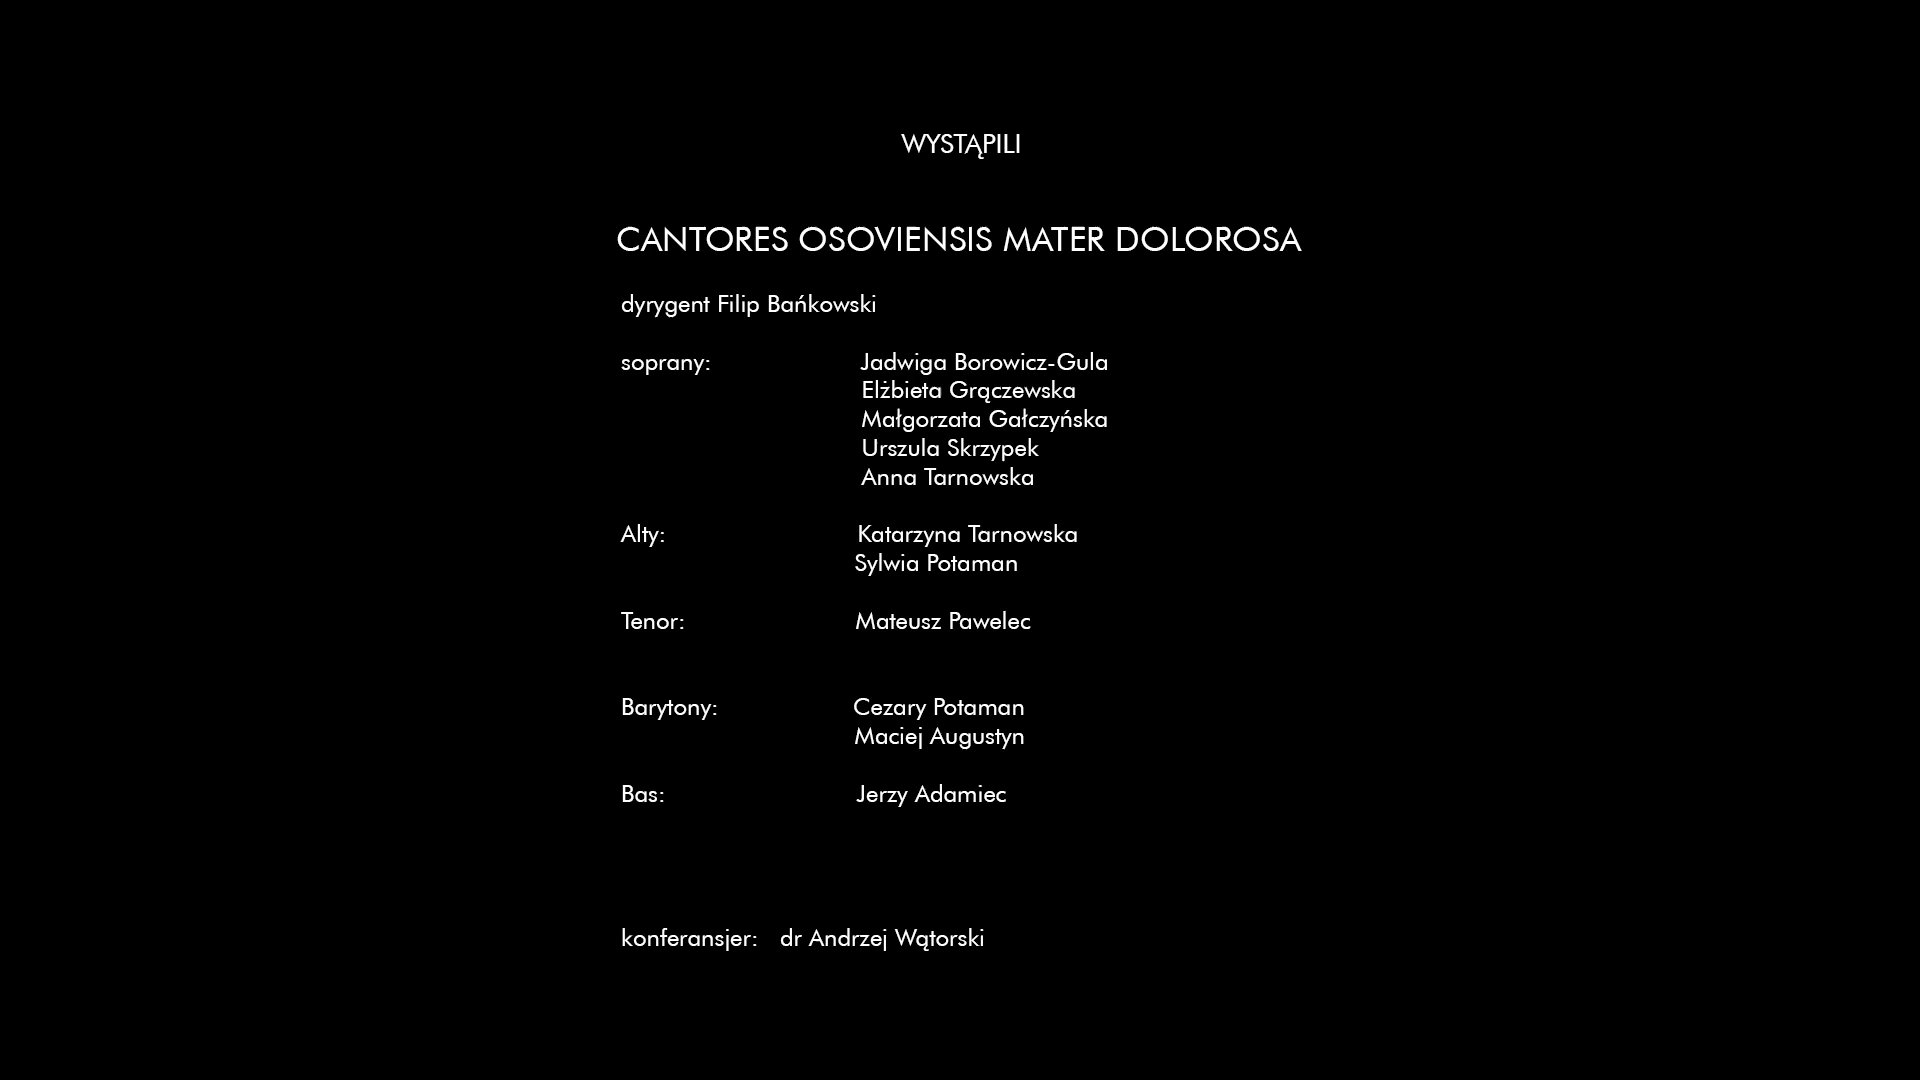 WYSTĄPILI
CANTORES OSOVIENSIS MATER DOLOROSA
dyrygent Filip Bańkowski
soprany: Jadwiga Borowicz-Gula
Elżbieta Grączewska
Małgorzata Gałczyńska
Urszula Skrzypek
Anna Tarnowska
Alty: Katarzyna Tarnowska
Sylwia Potaman
Tenor: Mateusz Pawelec
Barytony: Cezary Potaman
Maciej Augustyn
Bas: Jerzy Adamiec
konferansjer: dr Andrzej Wątorski